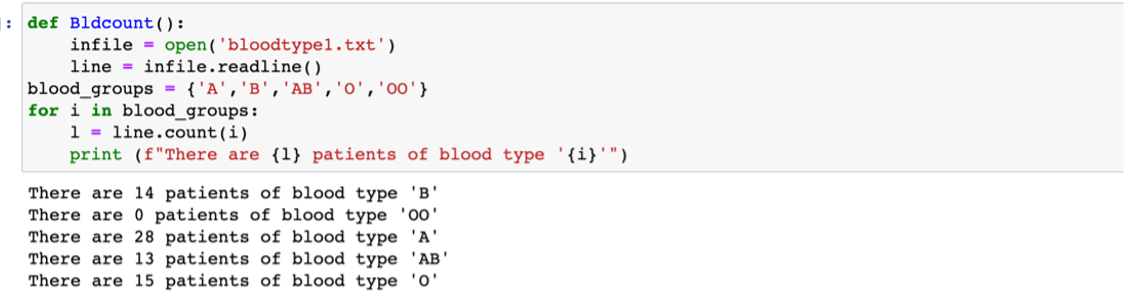 ]: def Bldcount():
    infile = open('bloodtype1.txt')
    line = infile.readline()
blood_groups = {'A','B','AB','O','OO'}
for i in blood_groups:
    l = line.count(i)
    print (f"There are {l} patients of blood type '{i}'")
There are 14 patients of blood type 'B'
There are 0 patients of blood type 'OO'
There are 28 patients of blood type 'A'
There are 13 patients of blood type 'AB'
There are 15 patients of blood type 'O'